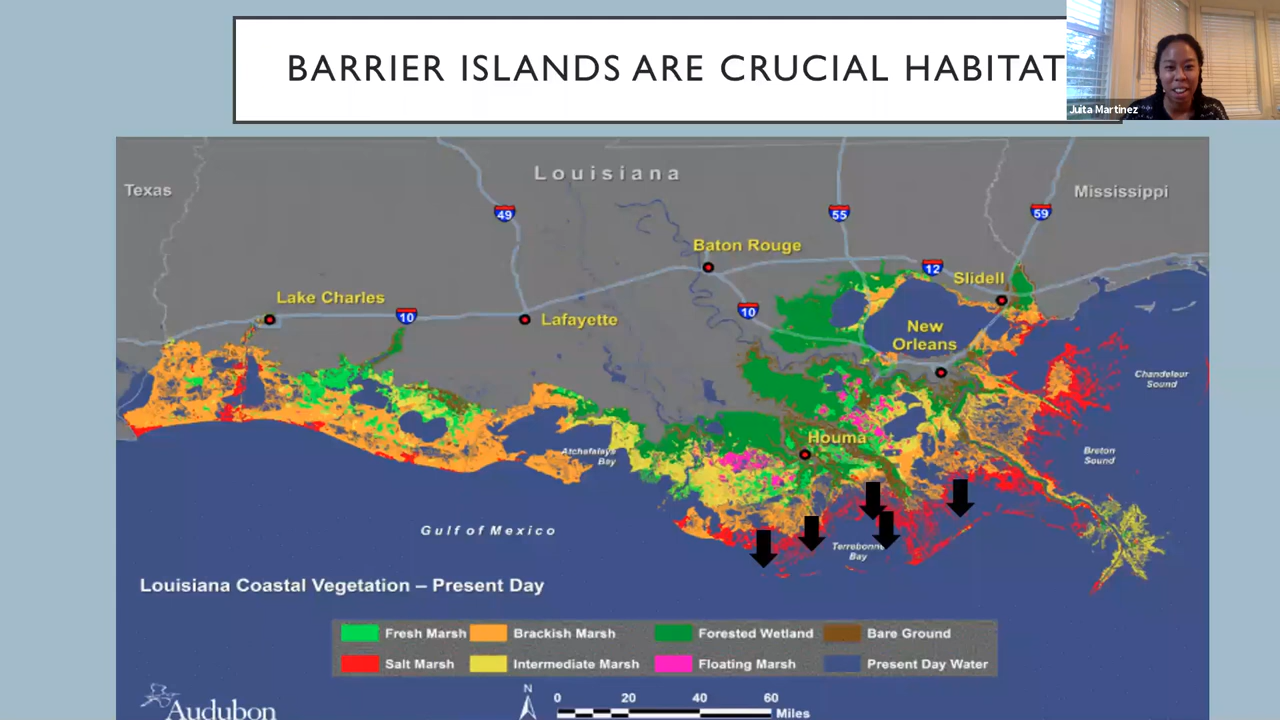 BARRIER ISLANDS ARE CRUCIAL HABITAT
Juita Martinez
Texas
Louisiana
Mississippi
49
55
59
Baton Rouge
12
Slidell
Lake Charles
10
Lafayette
10
New
Orleans
Chandeleur
Sound
Houma
Atchafalaya
Bay
Breton
Sound
Gulf of Mexico
Terrebonne
Bay
Louisiana Coastal Vegetation – Present Day
Fresh Marsh Brackish Marsh Forested Wetland Bare Ground
Salt Marsh Intermediate Marsh Floating Marsh Present Day Water
Audubon
N
0 20 40 60
Miles